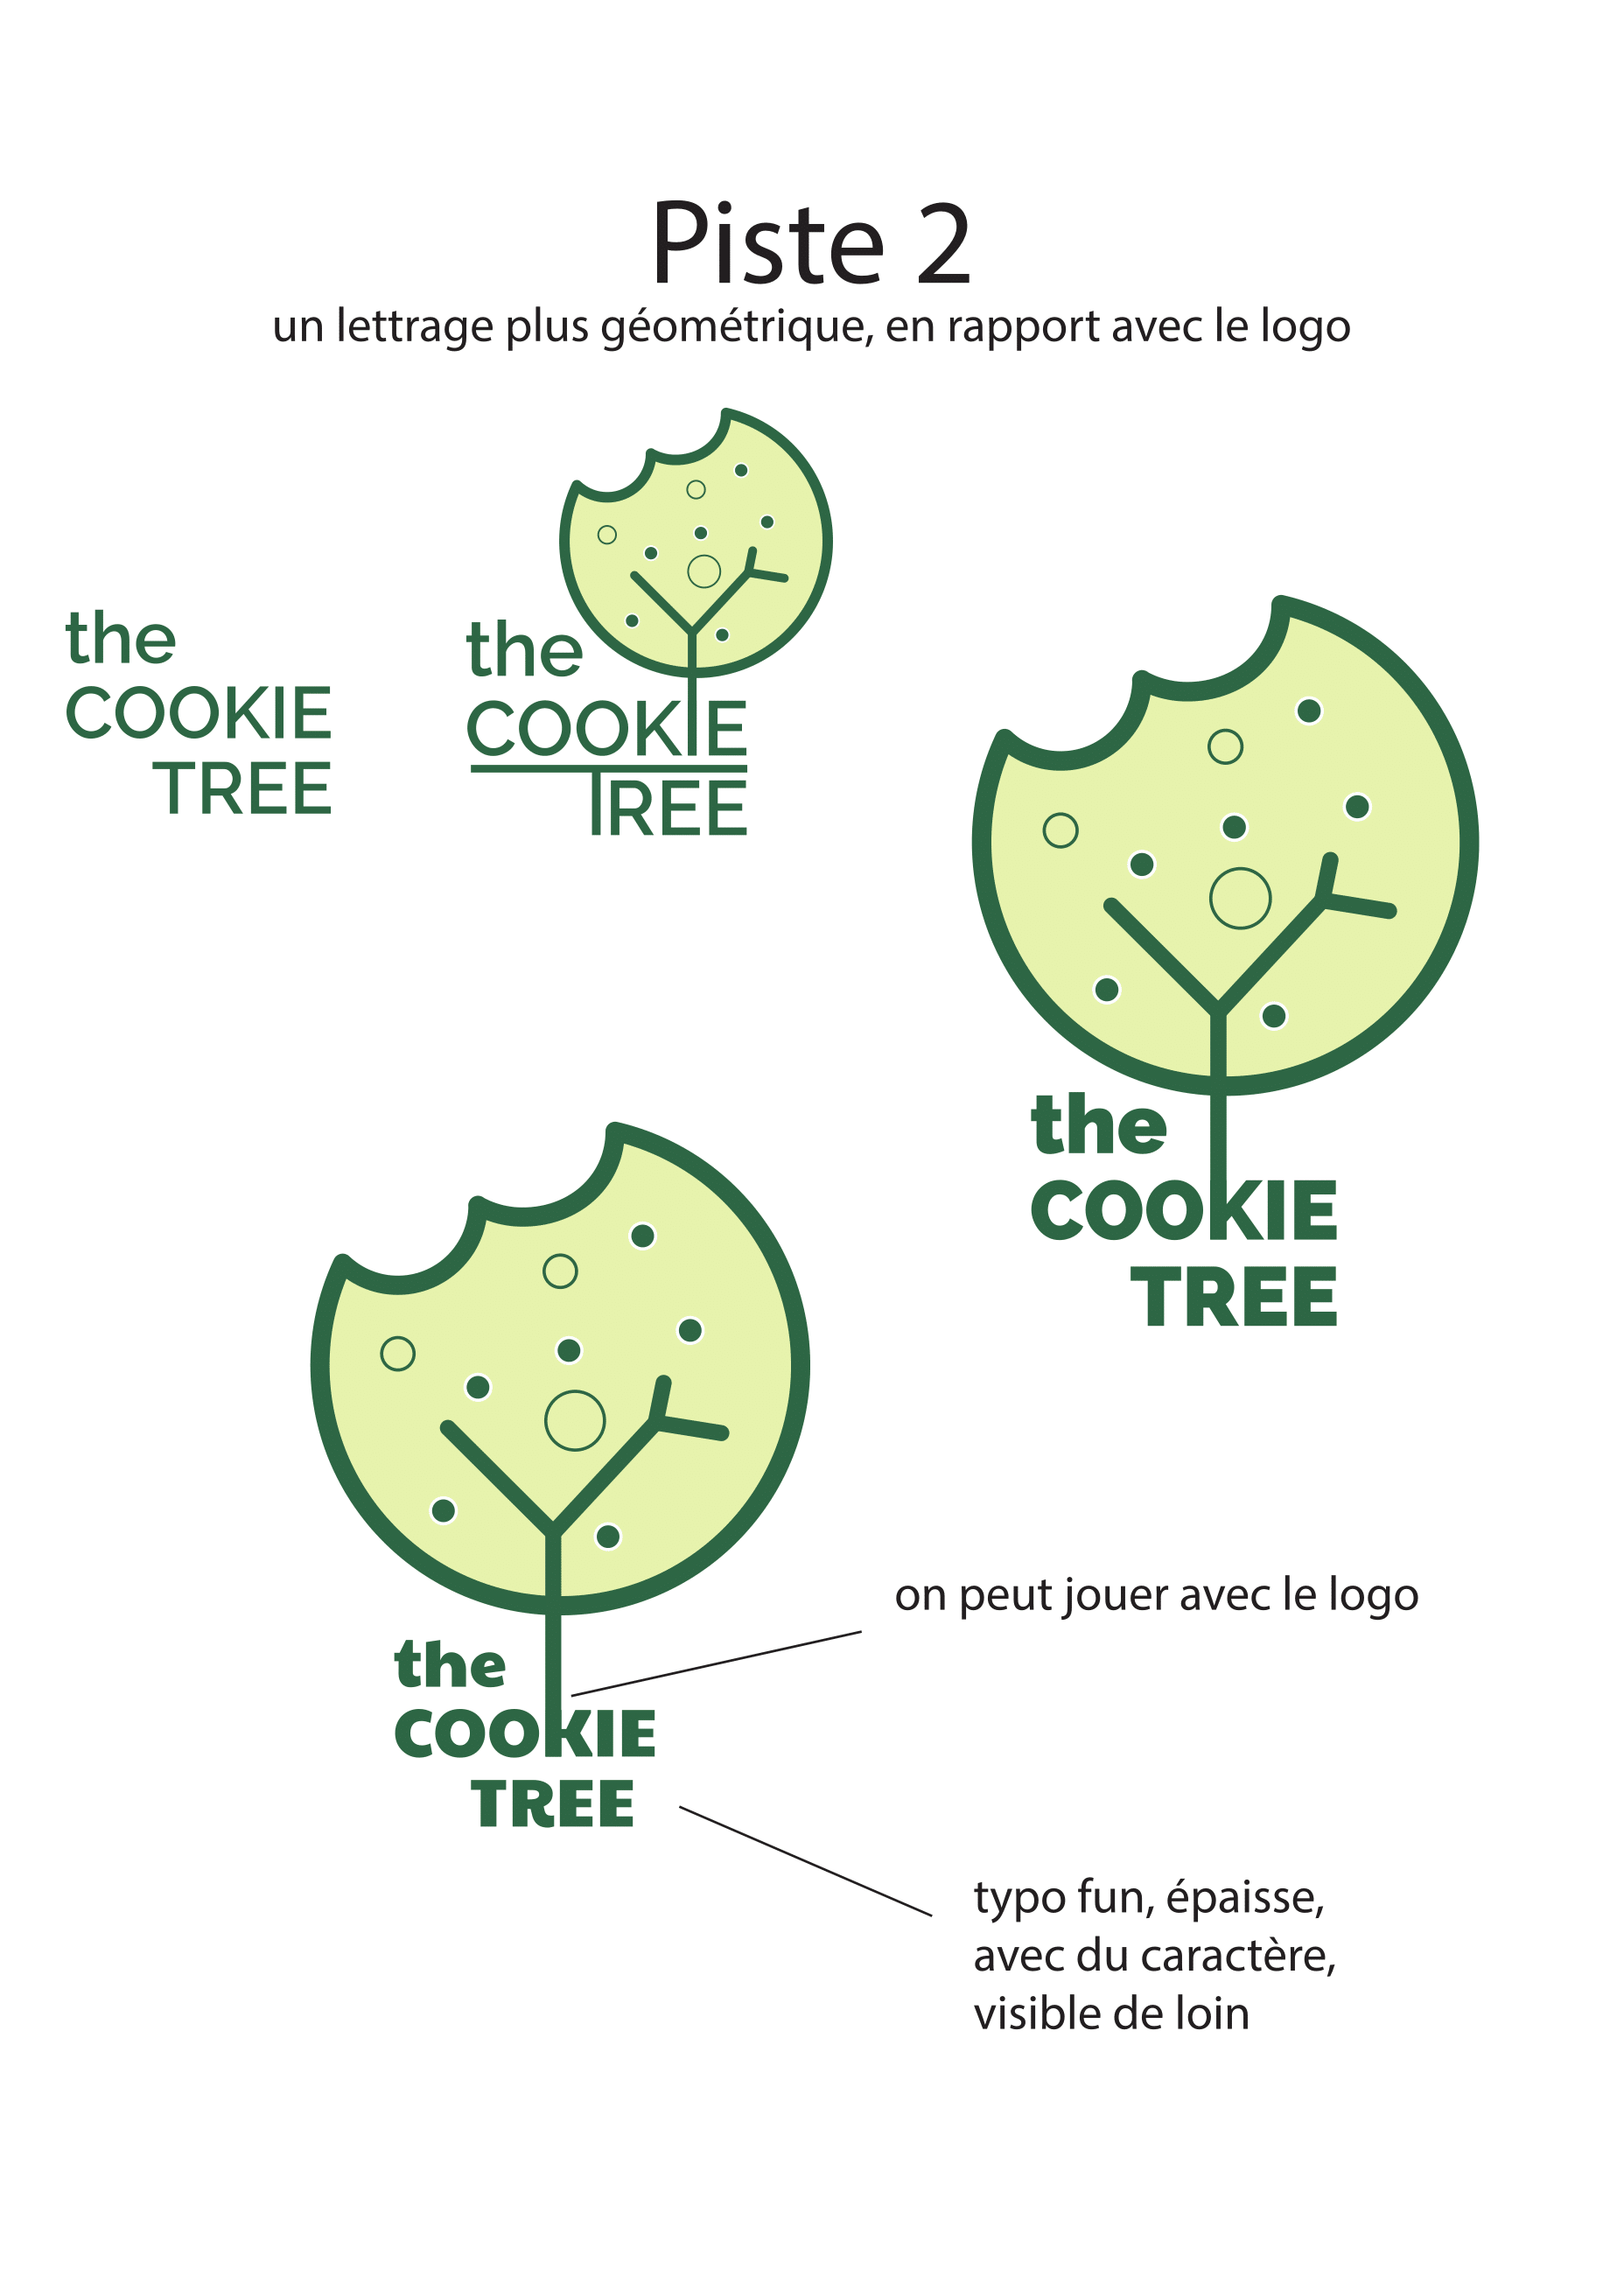 Piste 2
un lettrage plus géométrique, en rapport avec le logo
the
COOKIE
TREE
the
COOKIE
TREE
the
COOKIE
TREE
the
COOKIE
TREE
on peut jouer avec le logo
typo fun, épaisse,
avec du caractère,
visible de loin